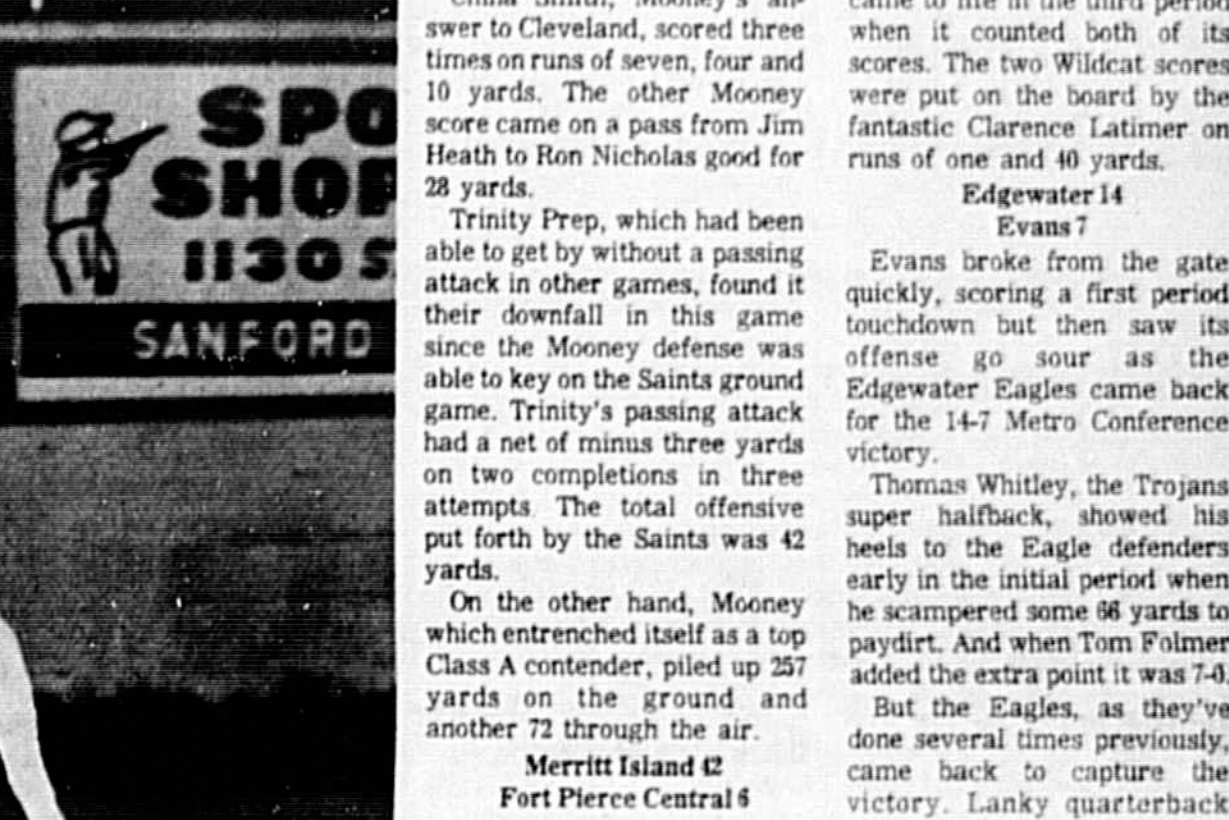 SPO
SHOP
1130 S.
SANFORD
swer to Cleveland, scored three
times on runs of seven, four and
10 yards. The other Mooney
score came on a pass from Jim
Heath to Ron Nicholas good for
28 yards.
Trinity Prep, which had been
able to get by without a passing
attack in other games, found it
their downfall in this game
since the Mooney defense was
able to key on the Saints ground
game. Trinity's passing attack
had a net of minus three yards
on two completions in three
attempts. The total offensive
put forth by the Saints was 42
yards.
On the other hand, Mooney
which entrenched itself as a top
Class A contender, piled up 257
yards on the ground and
another 72 through the air.
Merritt Island 42
Fort Pierce Central 6
came to life in the third period
when it counted both of its
scores. The two Wildcat scores
were put on the board by the
fantastic Clarence Latimer on
runs of one and 40 yards.
Edgewater 14
Evans 7
Evans broke from the gate
quickly, scoring a first period
touchdown but then saw its
offense go sour as the
Edgewater Eagles came back
for the 14-7 Metro Conference
victory.
Thomas Whitley, the Trojans
super halfback, showed his
heels to the Eagle defenders
early in the initial period when
he scampered some 66 yards to
paydirt. And when Tom Folmer
added the extra point it was 7-0.
But the Eagles, as they've
done several times previously,
came back to capture the
victory. Lanky quarterback